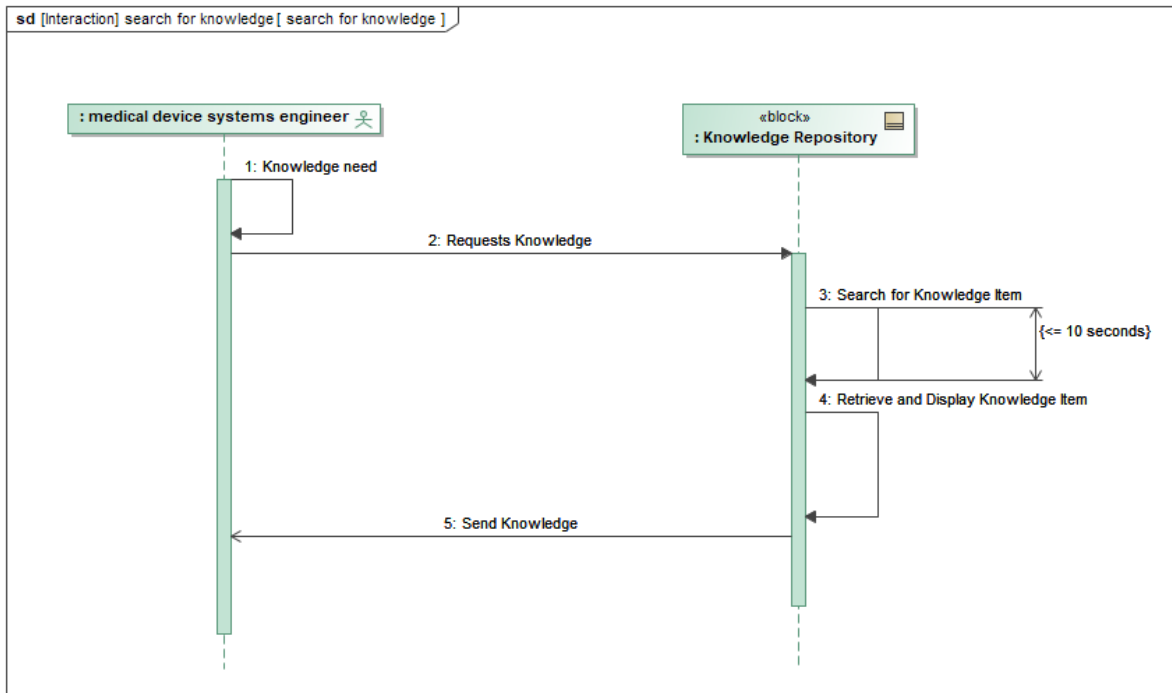 sd [Interaction] search for knowledge [ search for knowledge ]
: medical device systems engineer
«block»
: Knowledge Repository
1: Knowledge need
2: Requests Knowledge
3: Search for Knowledge Item
{<= 10 seconds}
4: Retrieve and Display Knowledge Item
5: Send Knowledge